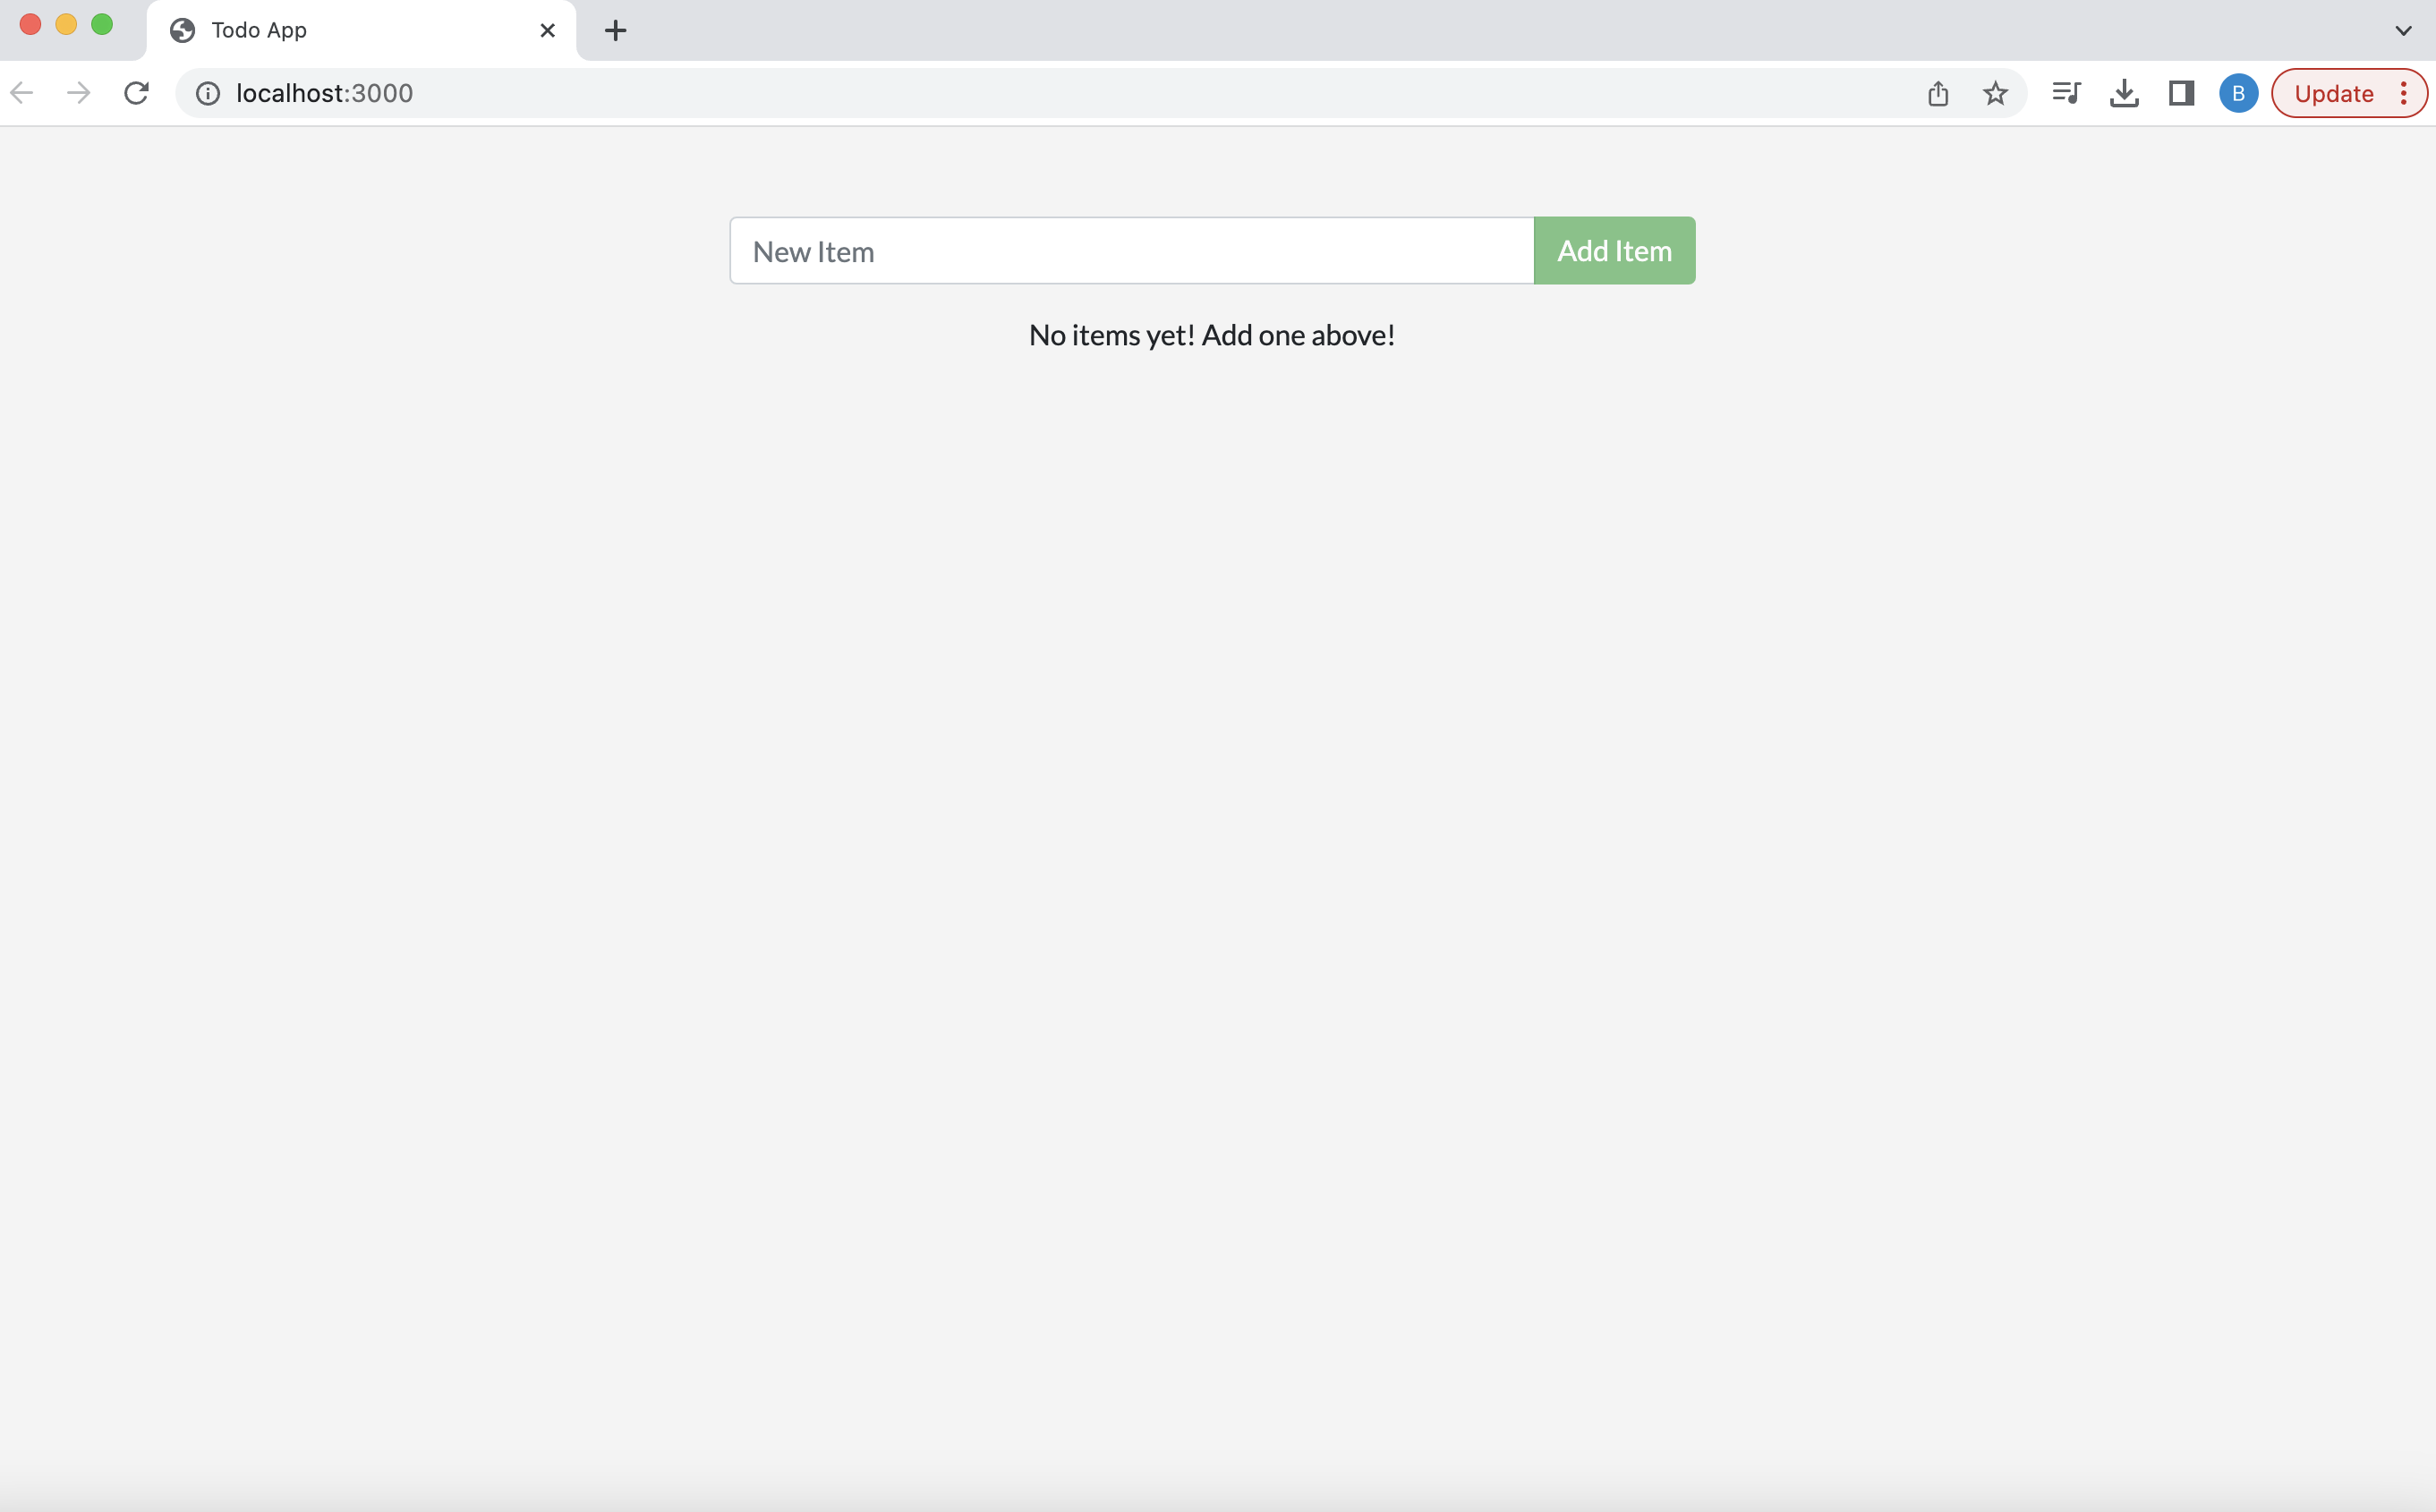 Todo App
localhost:3000
B
Update
New Item
Add Item
No items yet! Add one above!